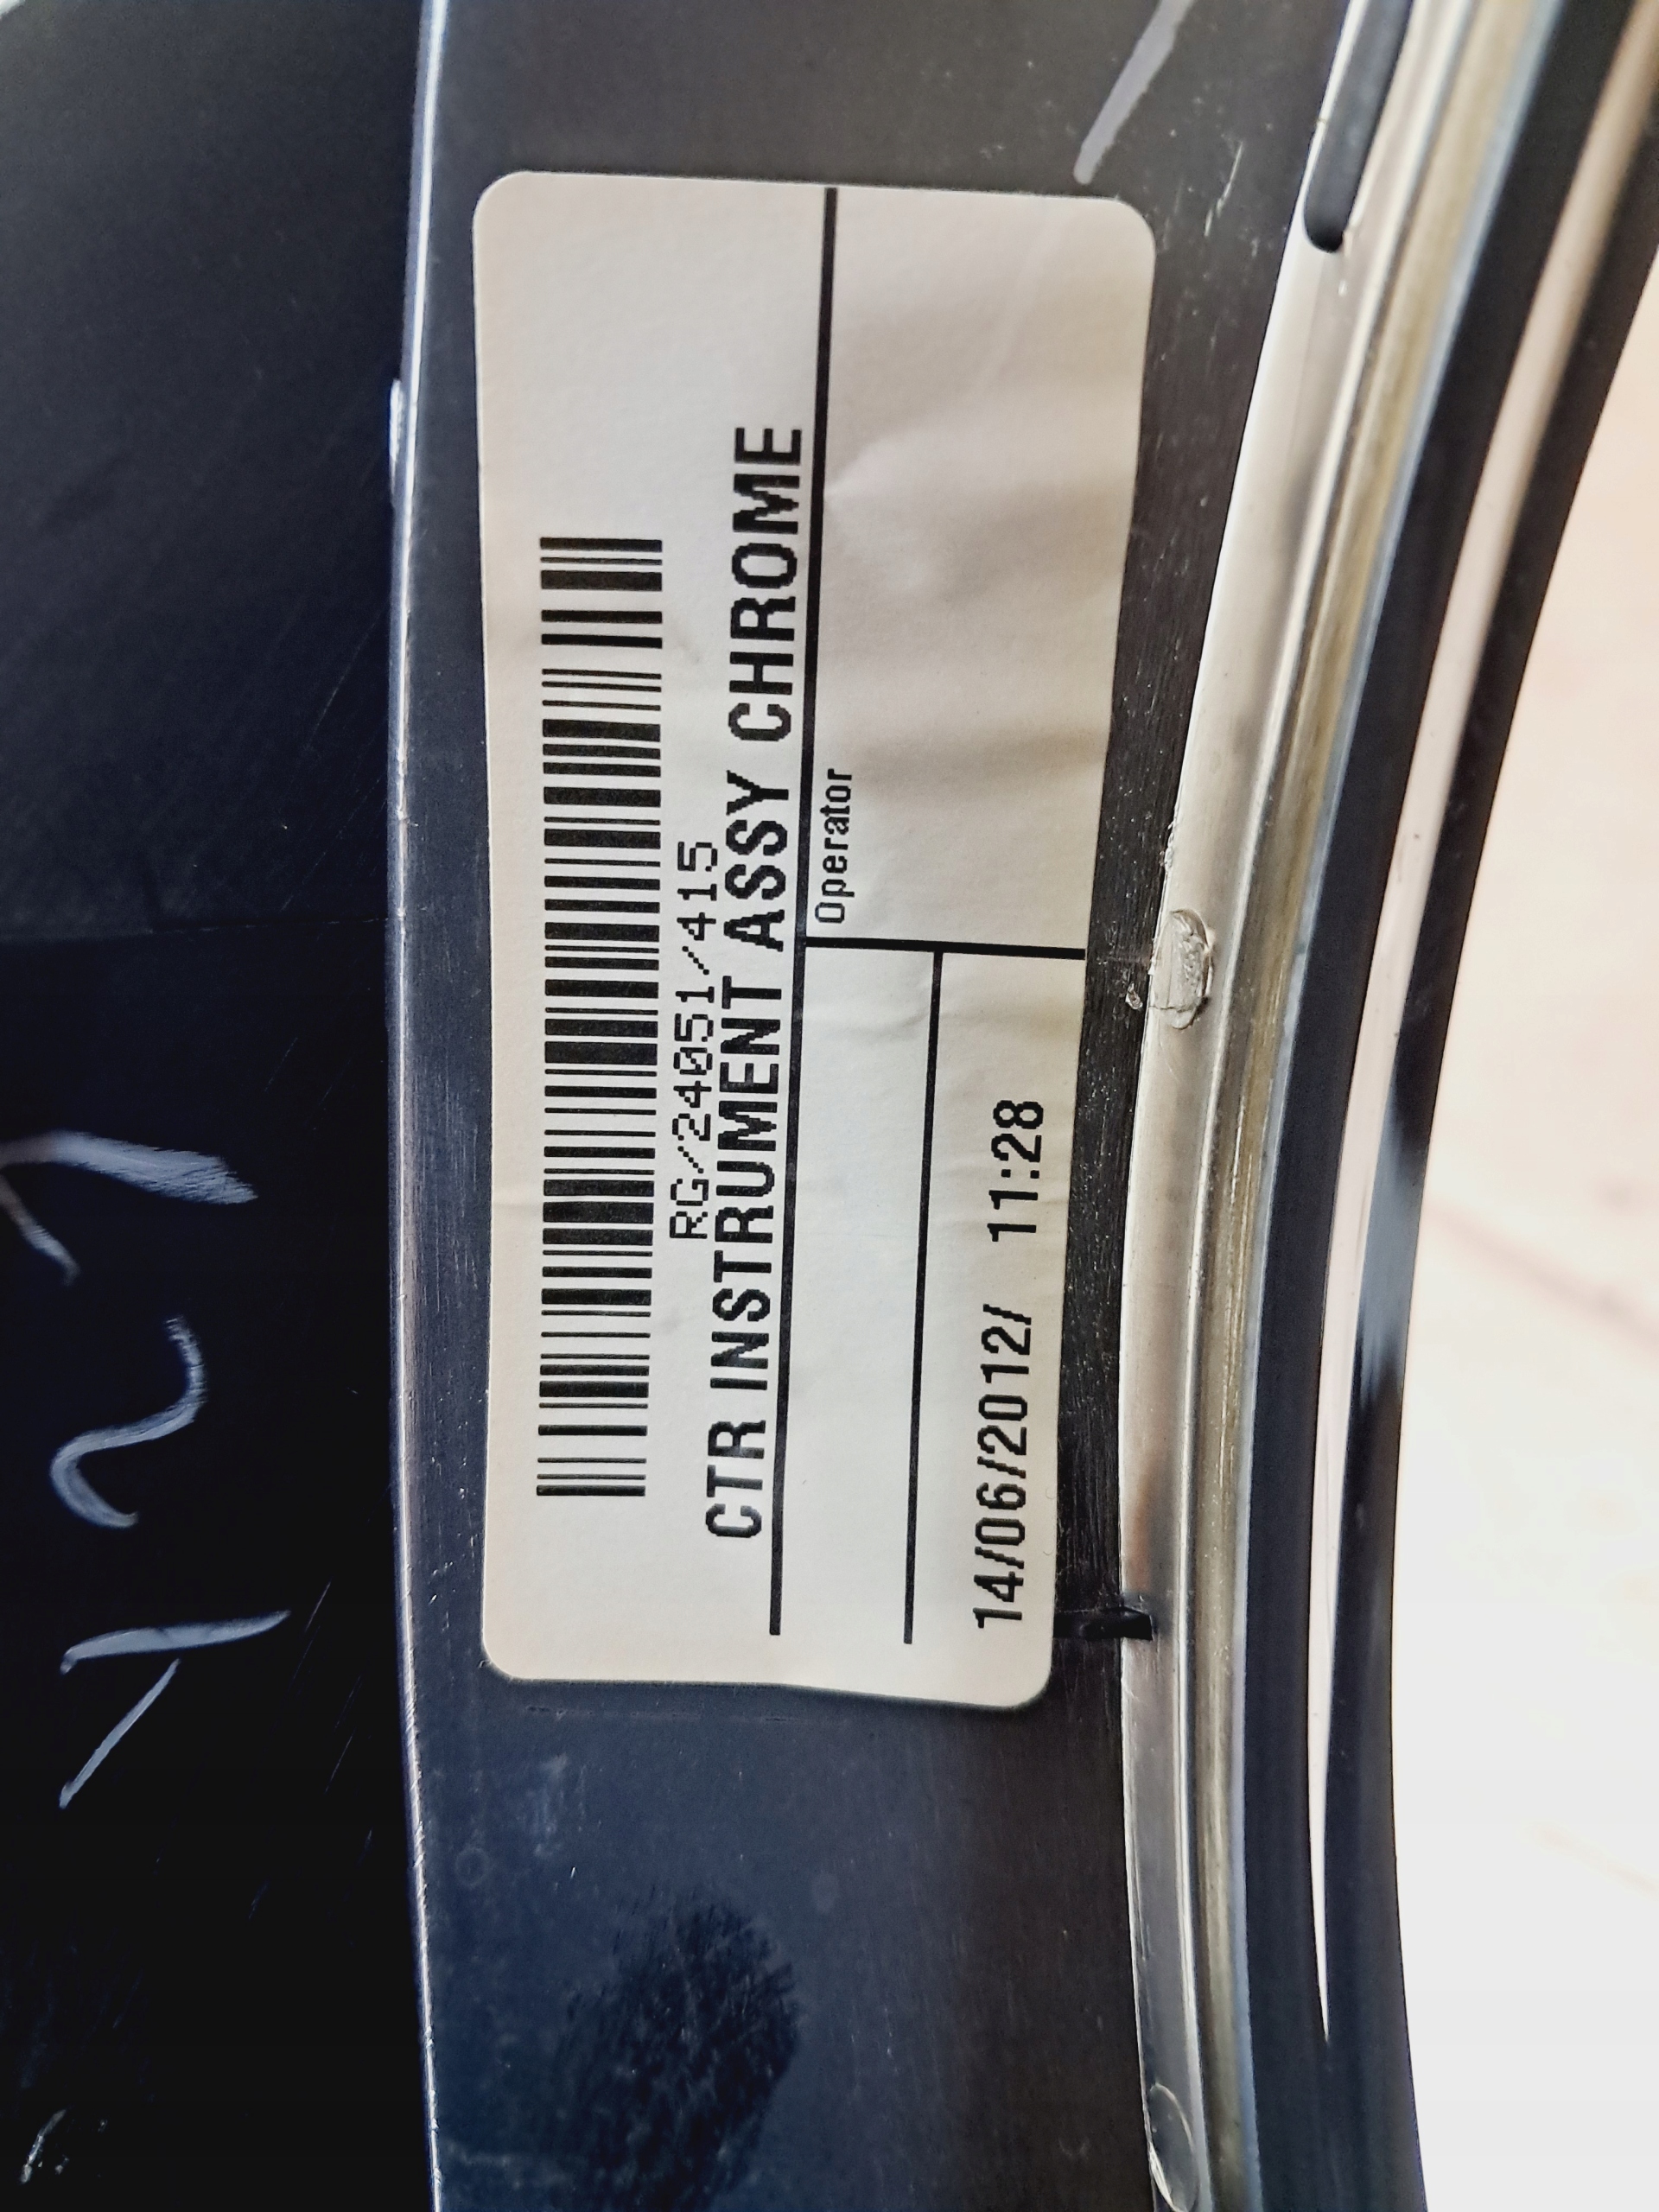 RG/24051/415
CTR INSTRUMENT ASSY CHROME
Operator
14/06/2012/ 11:28